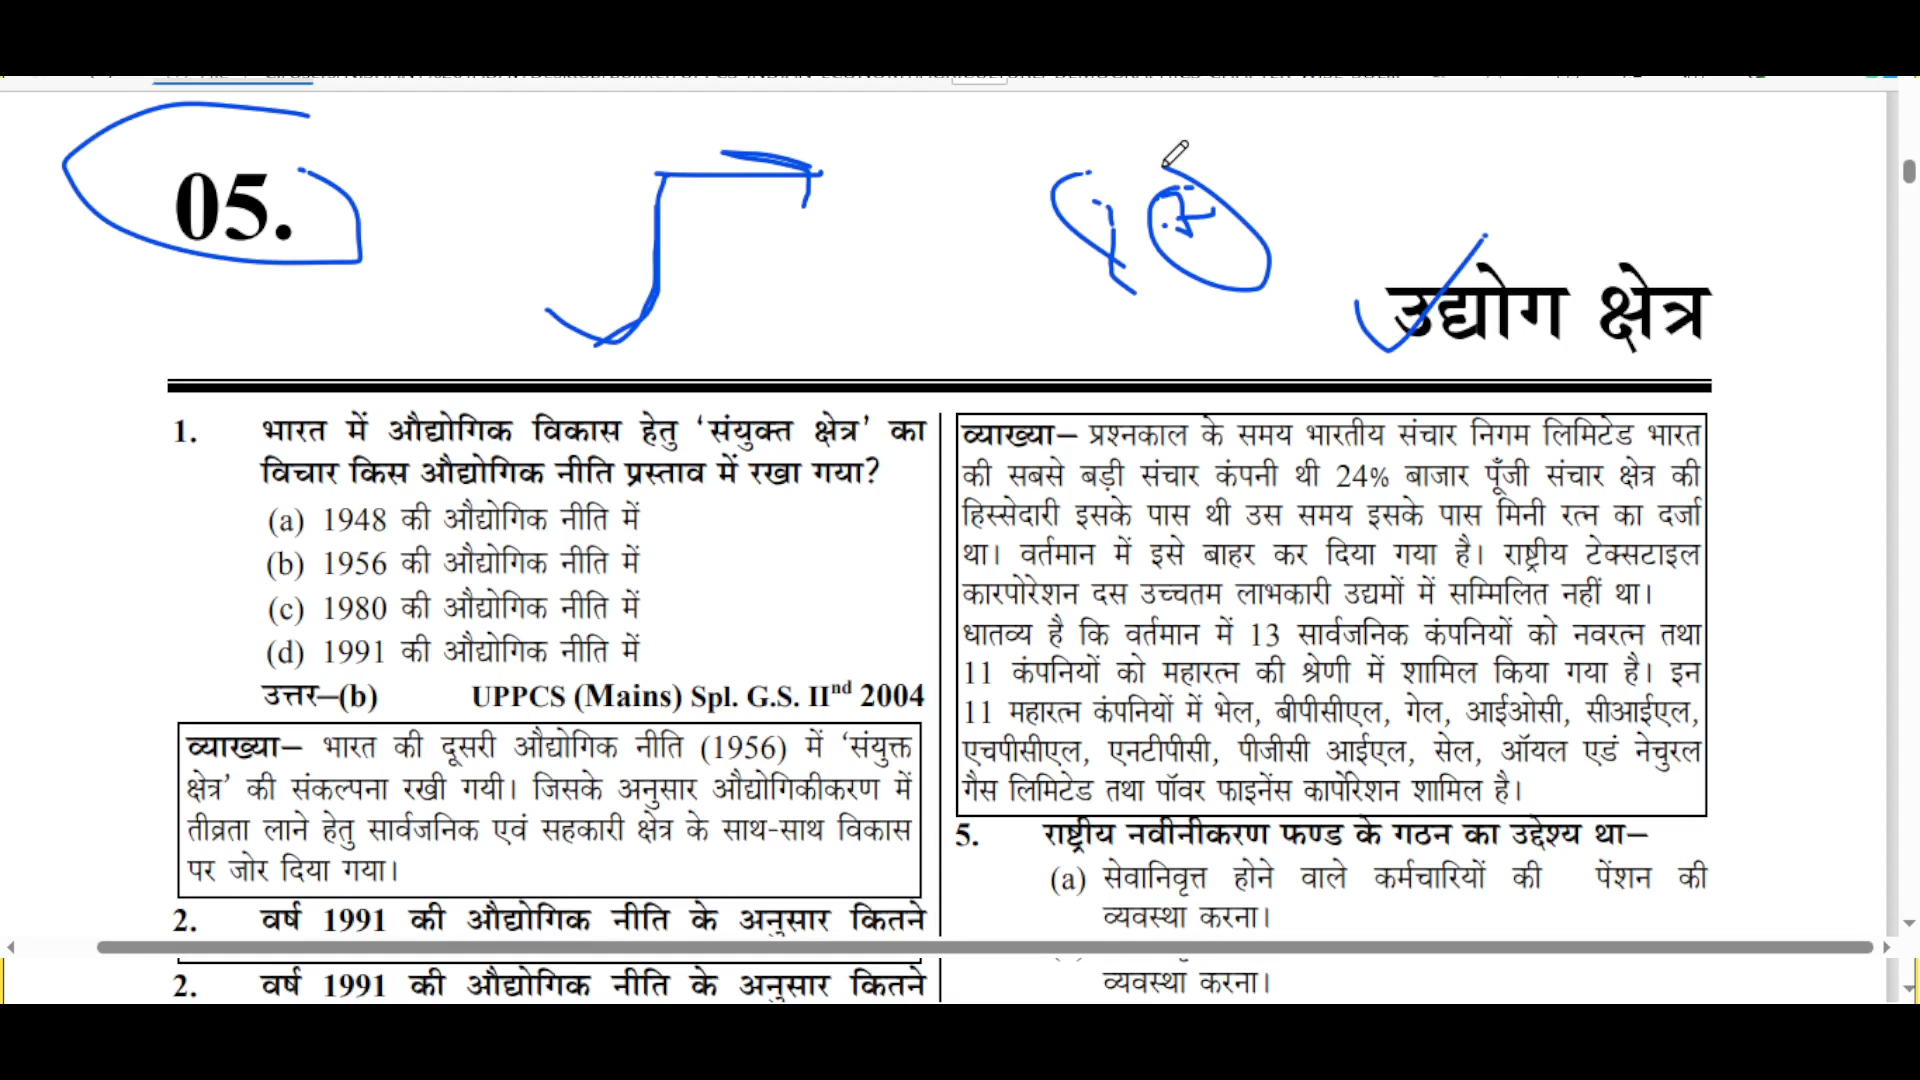 05.
उद्योग क्षेत्र
1. भारत में औद्योगिक विकास हेतु ‘संयुक्त क्षेत्र’ का
विचार किस औद्योगिक नीति प्रस्ताव में रखा गया?
(a) 1948 की औद्योगिक नीति में
(b) 1956 की औद्योगिक नीति में
(c) 1980 की औद्योगिक नीति में
(d) 1991 की औद्योगिक नीति में
उत्तर–(b) UPPCS (Mains) Spl. G.S. IInd 2004
व्याख्या– भारत की दूसरी औद्योगिक नीति (1956) में ‘संयुक्त
क्षेत्र’ की संकल्पना रखी गयी। जिसके अनुसार औद्योगिकीकरण में
तीव्रता लाने हेतु सार्वजनिक एवं सहकारी क्षेत्र के साथ-साथ विकास
पर जोर दिया गया।
2. वर्ष 1991 की औद्योगिक नीति के अनुसार कितने
2. वर्ष 1991 की औद्योगिक नीति के अनुसार कितने
व्याख्या– प्रश्नकाल के समय भारतीय संचार निगम लिमिटेड भारत
की सबसे बड़ी संचार कंपनी थी 24% बाजार पूँजी संचार क्षेत्र की
हिस्सेदारी इसके पास थी उस समय इसके पास मिनी रत्न का दर्जा
था। वर्तमान में इसे बाहर कर दिया गया है। राष्ट्रीय टेक्सटाइल
कारपोरेशन दस उच्चतम लाभकारी उद्यमों में सम्मिलित नहीं था।
धातव्य है कि वर्तमान में 13 सार्वजनिक कंपनियों को नवरत्न तथा
11 कंपनियों को महारत्न की श्रेणी में शामिल किया गया है। इन
11 महारत्न कंपनियों में भेल, बीपीसीएल, गेल, आईओसी, सीआईएल,
एचपीसीएल, एनटीपीसी, पीजीसी आईएल, सेल, ऑयल एडं नेचुरल
गैस लिमिटेड तथा पॉवर फाइनेंस कार्पोरेशन शामिल है।
5. राष्ट्रीय नवीनीकरण फण्ड के गठन का उद्देश्य था–
(a) सेवानिवृत्त होने वाले कर्मचारियों की पेंशन की
व्यवस्था करना।
व्यवस्था करना।